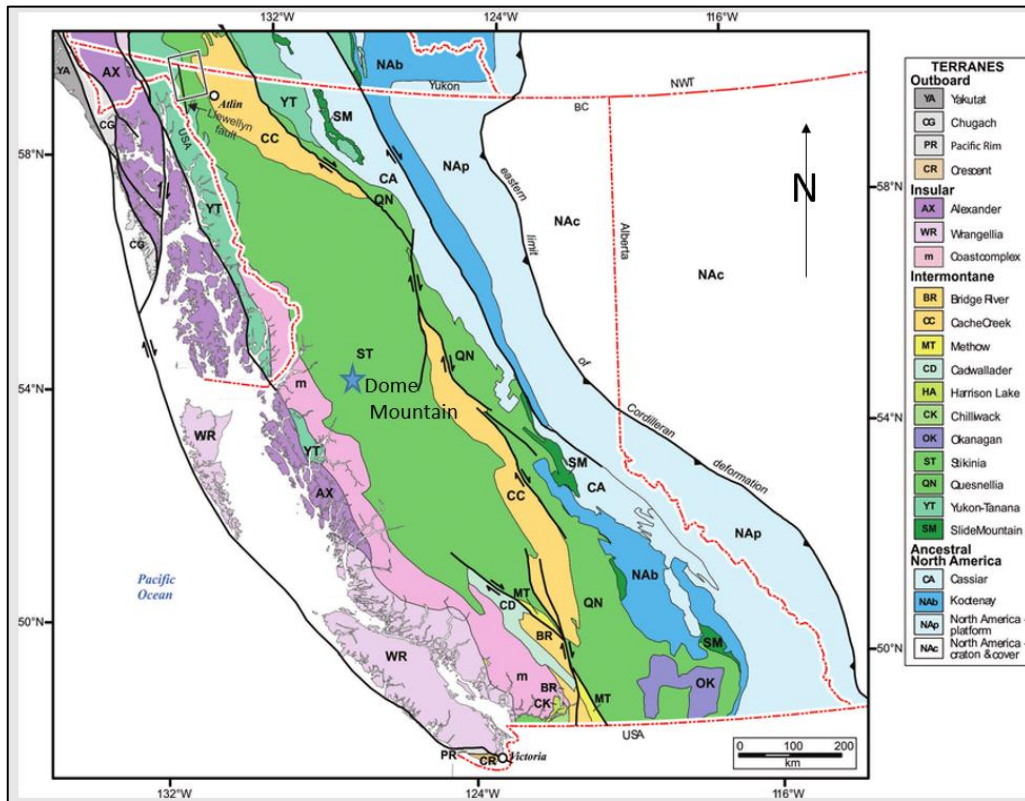 132°W
124°W
116°W
YA
AX
NAb
Yukon
NWT
BC
YT
Atlin
Llewellyn
fault
SM
CG
USA
CC
58°N
NAp
CA
QN
eastern
limit
NAc
N
58°N
YT
CG
Alberta
NAc
ST
QN
54°N
Dome
Mountain
m
of
Cordilleran
deformation
54°N
WR
YT
SM
CA
AX
CC
NAp
Pacific
Ocean
NAb
MT
CD
QN
50°N
BR
SM
50°N
WR
m
OK
BR
CK
MT
USA
PR
CR
Victoria
0 100 200
km
132°W
124°W
116°W
TERRANES
Outboard
YA Yakutat
CG Chugach
PR Pacific Rim
CR Crescent
Insular
AX Alexander
WR Wrangellia
m Coastcomplex
Intermontane
BR Bridge River
CC CacheCreek
MT Methow
CD Cadwallader
HA Harrison Lake
CK Chilliwack
OK Okanagan
ST Stikinia
QN Quesnellia
YT Yukon-Tanana
SM SlideMountain
Ancestral
North America
CA Cassiar
NAb Kootenay
NAp North America -
platform
NAc North America -
craton & cover